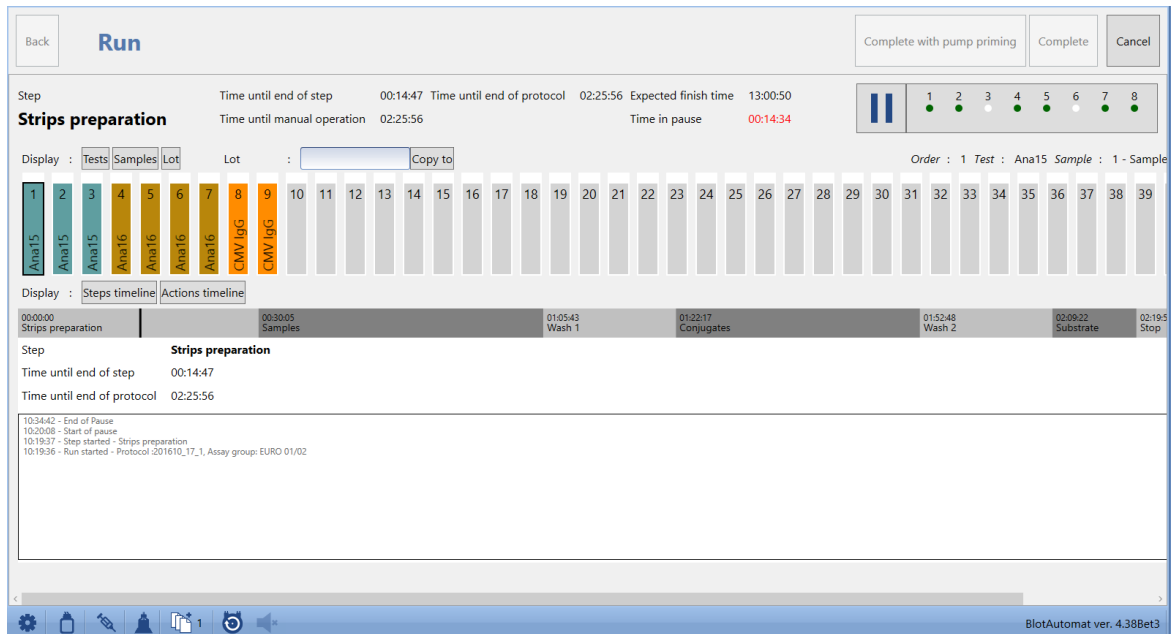 Back Run Complete with pump priming Complete Cancel
Step Time until end of step 00:14:47 Time until end of protocol 02:25:56 Expected finish time 13:00:50
1 2 3 4 5 6 7 8
Strips preparation Time until manual operation 02:25:56 Time in pause 00:14:34
Display : Tests Samples Lot Lot : Copy to Order : 1 Test : Ana15 Sample : 1 - Sample
1 2 3 4 5 6 7 8 9 10 11 12 13 14 15 16 17 18 19 20 21 22 23 24 25 26 27 28 29 30 31 32 33 34 35 36 37 38 39
Ana15 Ana15 Ana15 Ana16 Ana16 Ana16 Ana16 CMV IgG CMV IgG
Display : Steps timeline Actions timeline
00:00:00 00:30:05 01:05:43 01:22:17 01:52:48 02:09:22 02:19:5
Strips preparation Samples Wash 1 Conjugates Wash 2 Substrate Stop
Step Strips preparation
Time until end of step 00:14:47
Time until end of protocol 02:25:56
10:34:42 - End of Pause
10:20:08 - Start of pause
10:19:37 - Step started - Strips preparation
10:19:36 - Run started - Protocol :201610_17_1, Assay group: EURO 01/02
1 BlotAutomat ver. 4.38Bet3